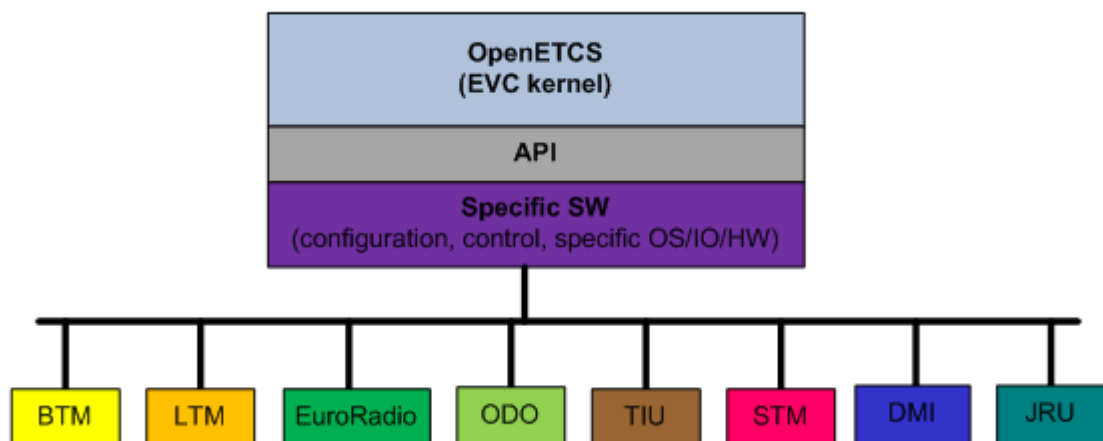 OpenETCS
(EVC kernel)
API
Specific SW
(configuration, control, specific OS/IO/HW)
BTM
LTM
EuroRadio
ODO
TIU
STM
DMI
JRU